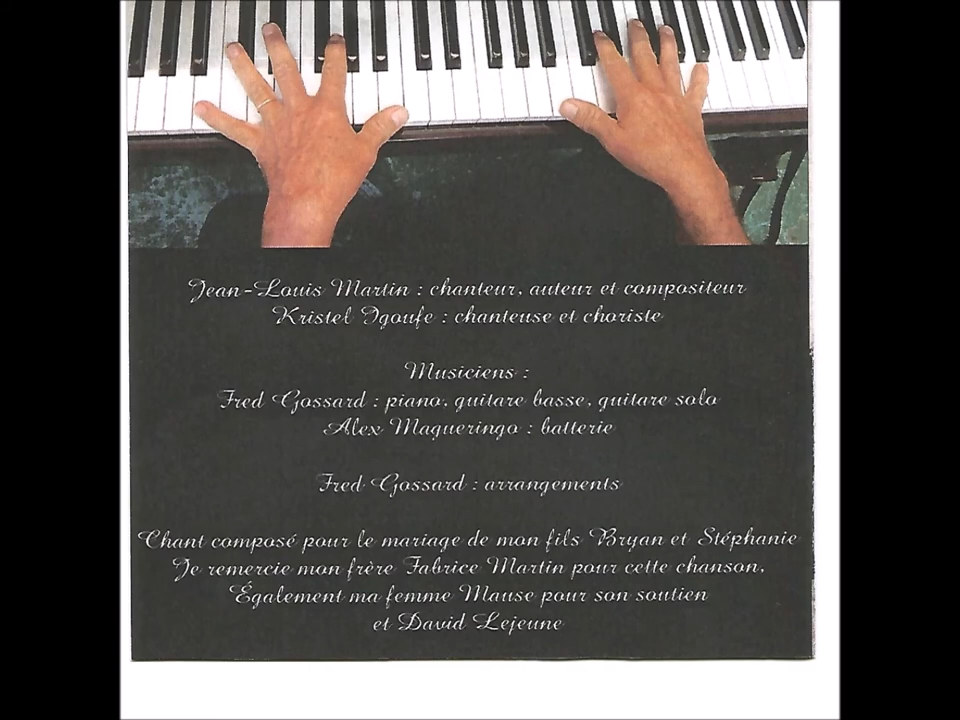 Jean-Louis Martin : chanteur, auteur et compositeur
Kristel Igoufe : chanteuse et choriste
Musiciens :
Fred Gossard : piano, guitare basse, guitare solo
Alex Magueringo : batterie
Fred Gossard : arrangements
Chant composé pour le mariage de mon fils Bryan et Stéphanie
Je remercie mon frère Fabrice Martin pour cette chanson,
Également ma femme Mause pour son soutien
et David Lejeune